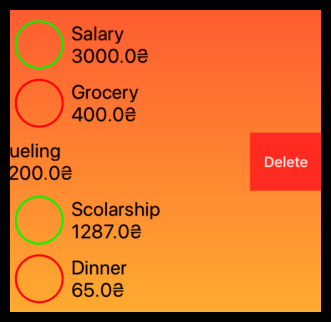 Salary
3000.0₴
Grocery
400.0₴
ueling
200.0₴
Delete
Scolarship
1287.0₴
Dinner
65.0₴